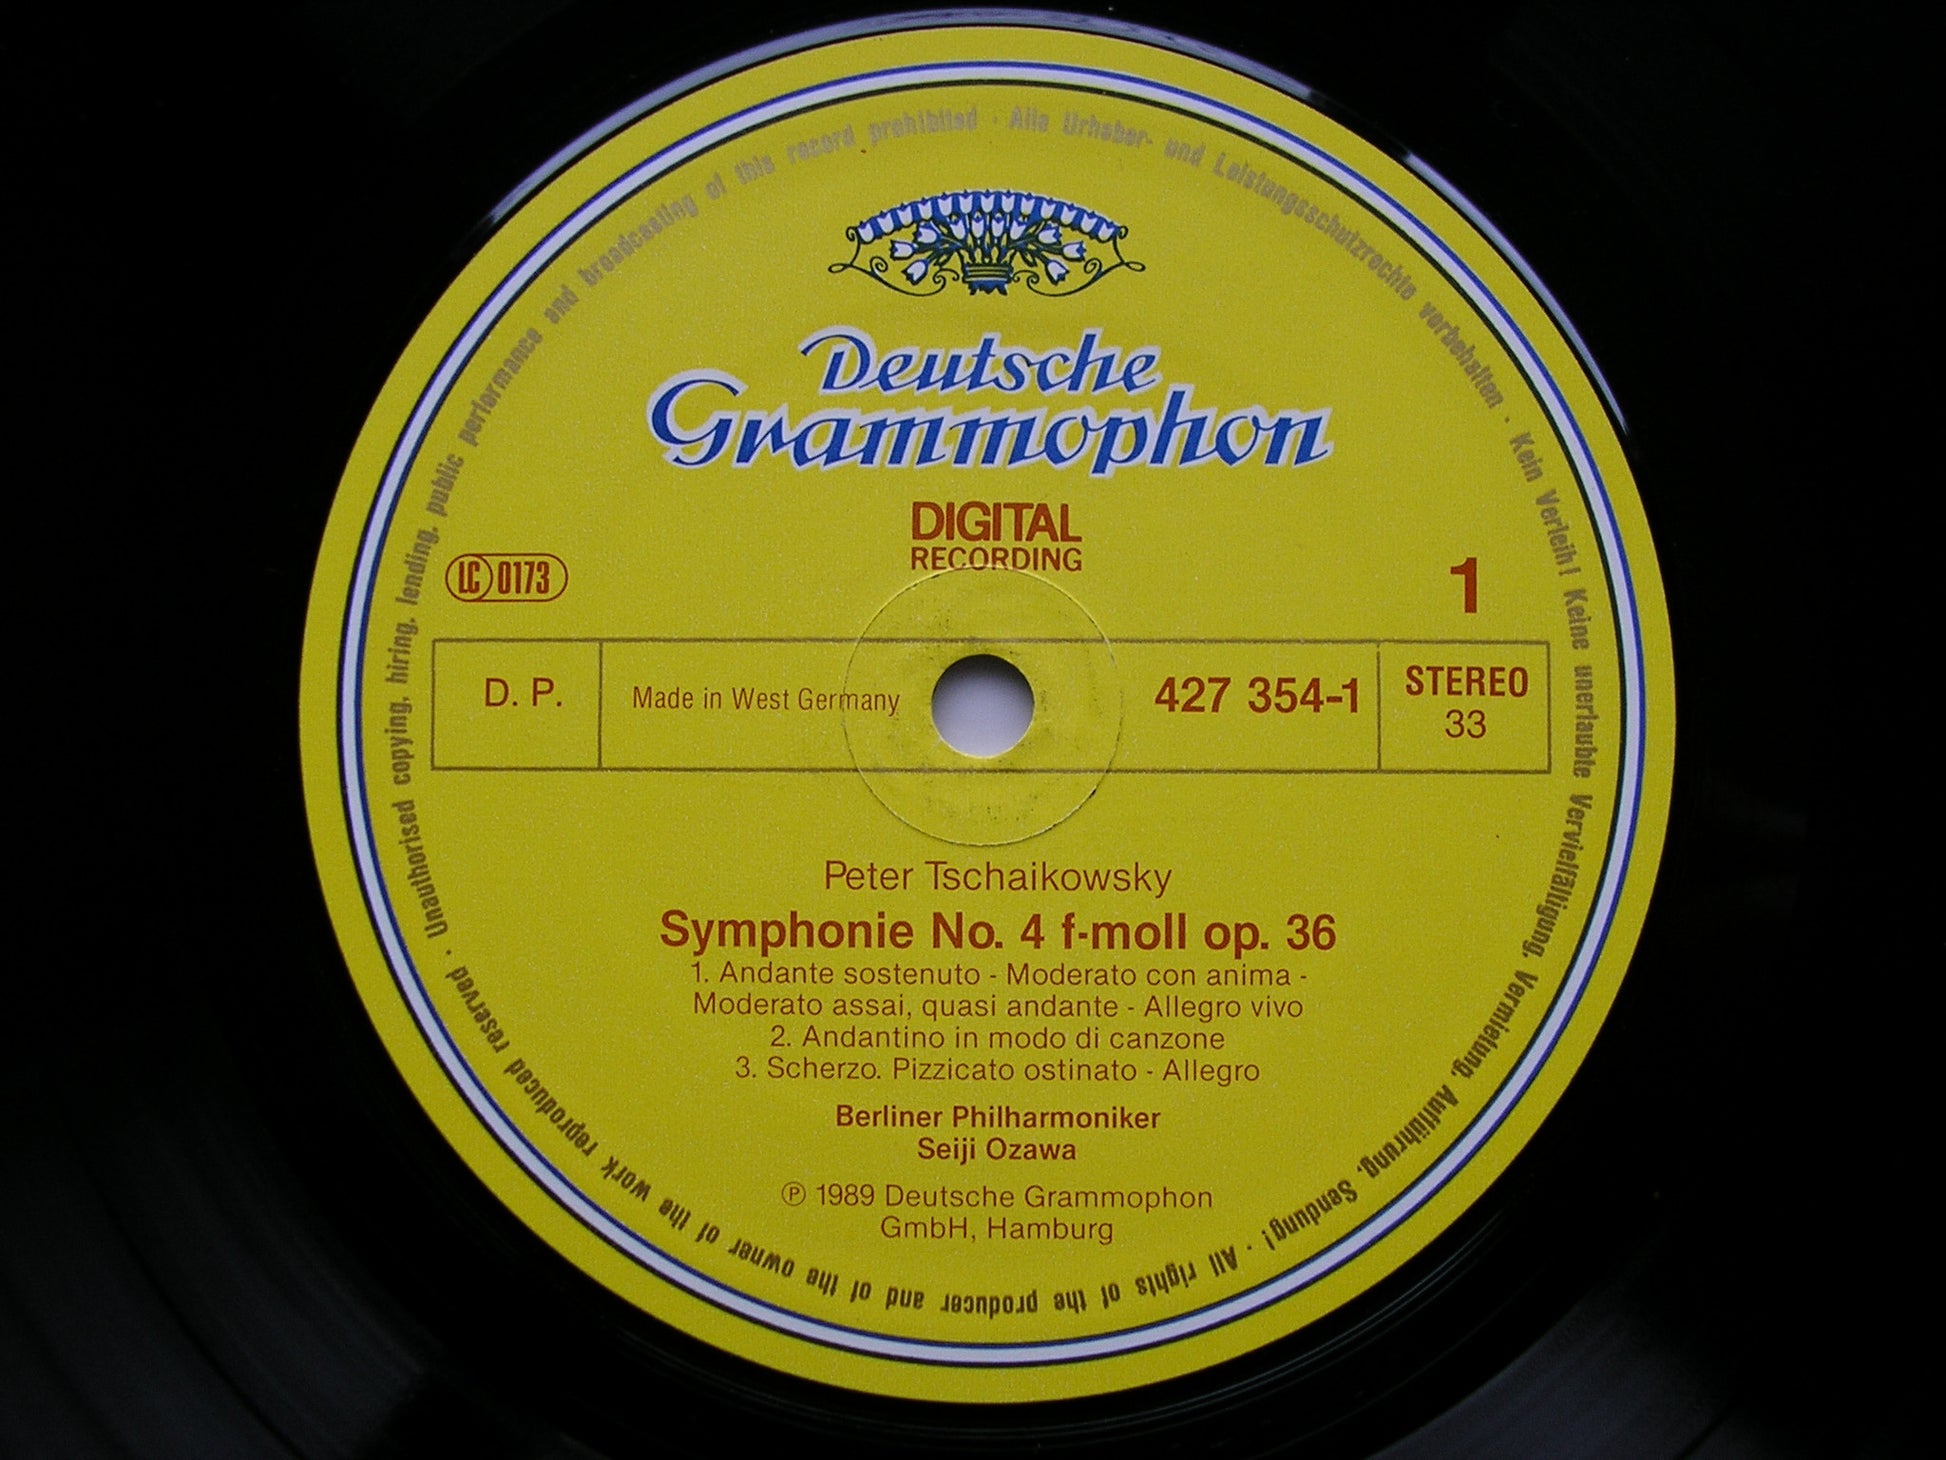 Deutsche
Grammophon
DIGITAL
RECORDING
LC 0173
1
D. P.
Made in West Germany
427 354-1
STEREO
33
Peter Tschaikowsky
Symphonie No. 4 f-moll op. 36
1. Andante sostenuto - Moderato con anima -
Moderato assai, quasi andante - Allegro vivo
2. Andantino in modo di canzone
3. Scherzo. Pizzicato ostinato - Allegro
Berliner Philharmoniker
Seiji Ozawa
℗ 1989 Deutsche Grammophon
GmbH, Hamburg
Alle Urheber- und Leistungsschutzrechte vorbehalten · Kein Verleih! Keine unerlaubte Vervielfältigung, Vermietung, Aufführung, Sendung! · All rights of the producer and of the owner of the work reproduced reserved · Unauthorised copying, hiring, lending, public performance and broadcasting of this record prohibited ·